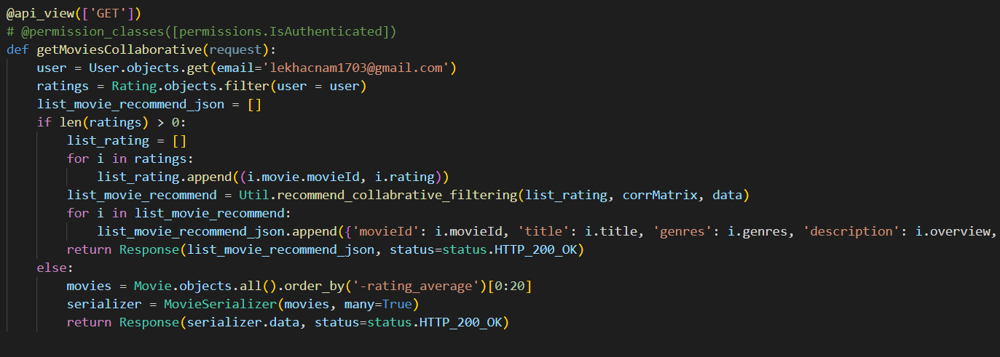 @api_view(['GET'])
# @permission_classes([permissions.IsAuthenticated])
def getMoviesCollaborative(request):
    user = User.objects.get(email='lekhacnam1703@gmail.com')
    ratings = Rating.objects.filter(user = user)
    list_movie_recommend_json = []
    if len(ratings) > 0:
        list_rating = []
        for i in ratings:
            list_rating.append((i.movie.movieId, i.rating))
        list_movie_recommend = Util.recommend_collabrative_filtering(list_rating, corrMatrix, data)
        for i in list_movie_recommend:
            list_movie_recommend_json.append({'movieId': i.movieId, 'title': i.title, 'genres': i.genres, 'description': i.overview,
        return Response(list_movie_recommend_json, status=status.HTTP_200_OK)
    else:
        movies = Movie.objects.all().order_by('-rating_average')[0:20]
        serializer = MovieSerializer(movies, many=True)
        return Response(serializer.data, status=status.HTTP_200_OK)